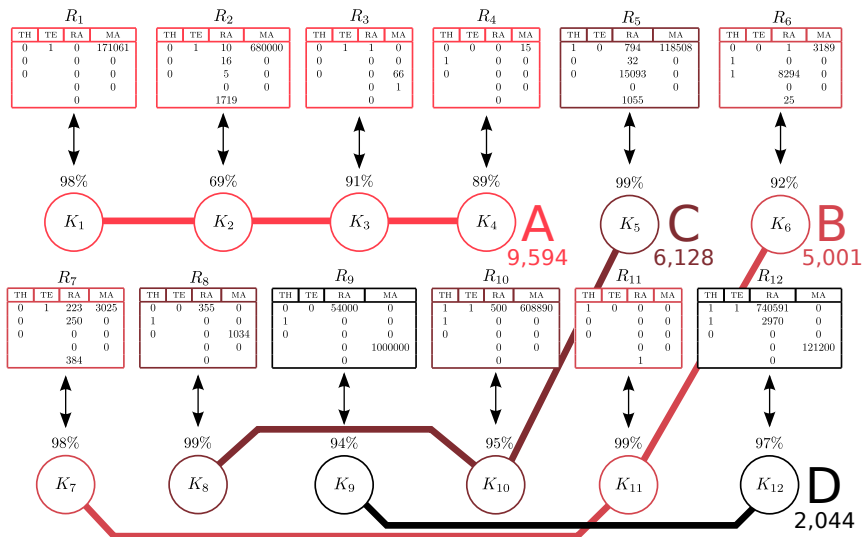 R1 R2 R3 R4 R5 R6
TH TE RA MA TH TE RA MA TH TE RA MA TH TE RA MA TH TE RA MA TH TE RA MA
0 1 0 171061 0 1 10 680000 0 1 1 0 0 0 0 15 1 0 794 118508 0 0 1 3189
0 0 0 0 16 0 0 0 0 1 0 0 0 32 0 1 0 0
0 0 0 0 5 0 0 0 66 0 0 0 0 15093 0 1 8294 0
0 0 0 0 0 1 0 0 0 0 0 0
0 1719 0 0 1055 25
98% 69% 91% 89% 99% 92%
K1 K2 K3 K4 A K5 C K6 B
9,594 6,128 5,001
R7 R8 R9 R10 R11 R12
TH TE RA MA TH TE RA MA TH TE RA MA TH TE RA MA TH TE RA MA TH TE RA MA
0 1 223 3025 0 0 355 0 0 0 54000 0 1 1 500 608890 1 0 0 0 1 1 740591 0
0 250 0 1 0 0 1 0 0 1 0 0 0 0 0 1 2970 0
0 0 0 0 0 1034 0 0 0 0 0 0 0 0 0 0 0 0
0 0 0 0 0 1000000 0 0 0 0 0 121200
384 0 0 0 1 0
98% 99% 94% 95% 99% 97%
K7 K8 K9 K10 K11 K12 D
2,044